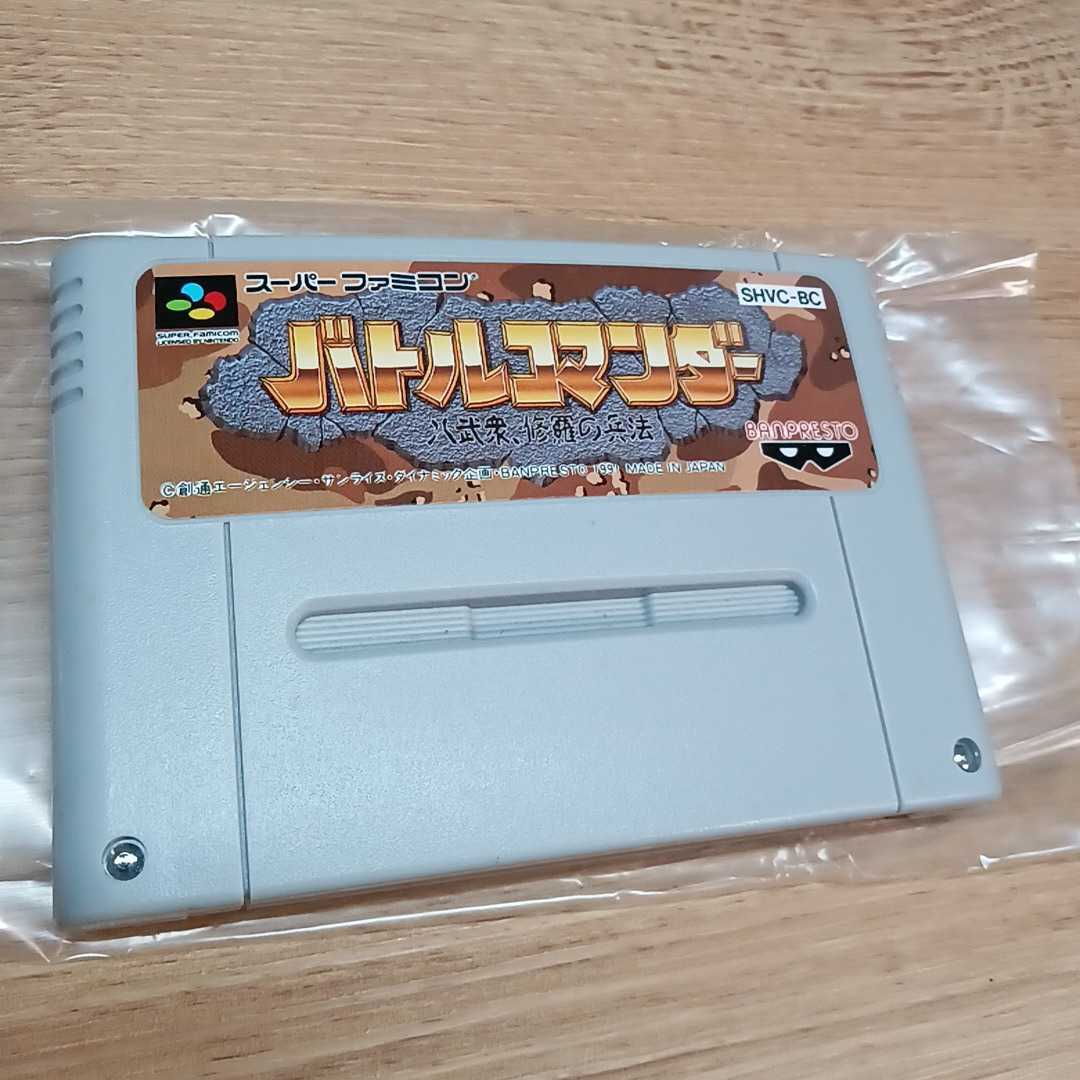 スーパーファミコン®
SUPER FAMICOM
LICENSED BY NINTENDO
SHVC-BC
バトルコマンダー
八武衆、修羅の兵法
BANPRESTO
©創通エージェンシー・サンライズ・ダイナミック企画・BANPRESTO 1991 MADE IN JAPAN